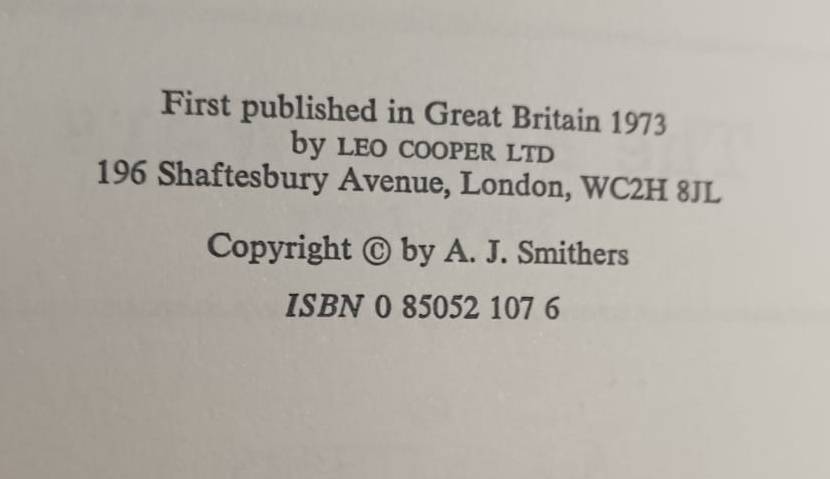 First published in Great Britain 1973
by LEO COOPER LTD
196 Shaftesbury Avenue, London, WC2H 8JL
Copyright © by A. J. Smithers
ISBN 0 85052 107 6